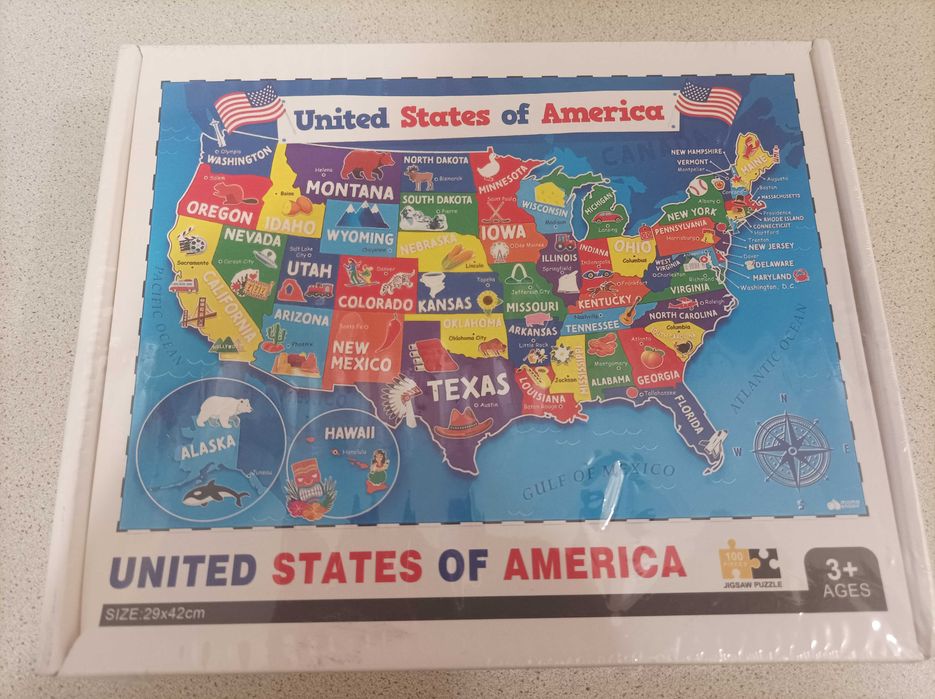 United States of America
CANADA
WASHINGTON
Olympia
OREGON
Salem
IDAHO
Boise
MONTANA
Helena
NORTH DAKOTA
Bismarck
MINNESOTA
Saint Paul
SOUTH DAKOTA
Pierre
WYOMING
Cheyenne
WISCONSIN
Madison
MICHIGAN
Lansing
NEW HAMPSHIRE
VERMONT
Montpelier
MAINE
Augusta
Boston
MASSACHUSETTS
Providence
RHODE ISLAND
CONNECTICUT
Hartford
Trenton
NEW JERSEY
Dover
DELAWARE
MARYLAND
Washington, D.C.
Concord
Albany
NEW YORK
PENNSYLVANIA
Harrisburg
NEVADA
Carson City
Sacramento
CALIFORNIA
HOLLYWOOD
UTAH
Salt Lake
City
COLORADO
Denver
NEBRASKA
Lincoln
IOWA
Des Moines
ILLINOIS
Springfield
INDIANA
Indianapolis
OHIO
Columbus
WEST
VIRGINIA
Charleston
Richmond
VIRGINIA
KANSAS
Topeka
MISSOURI
Jefferson City
KENTUCKY
Frankfort
NORTH CAROLINA
Raleigh
ARIZONA
Phoenix
NEW
MEXICO
Santa Fe
OKLAHOMA
Oklahoma City
ARKANSAS
Little Rock
TENNESSEE
Nashville
Columbia
TEXAS
Austin
LOUISIANA
Baton Rouge
MISSISSIPPI
Jackson
ALABAMA
Montgomery
GEORGIA
Atlanta
FLORIDA
Tallahassee
ALASKA
Juneau
HAWAII
Honolulu
PACIFIC OCEAN
ATLANTIC OCEAN
GULF OF MEXICO
N
W
E
S
UNITED STATES OF AMERICA
100
PIECES
JIGSAW PUZZLE
3+
AGES
SIZE:29x42cm